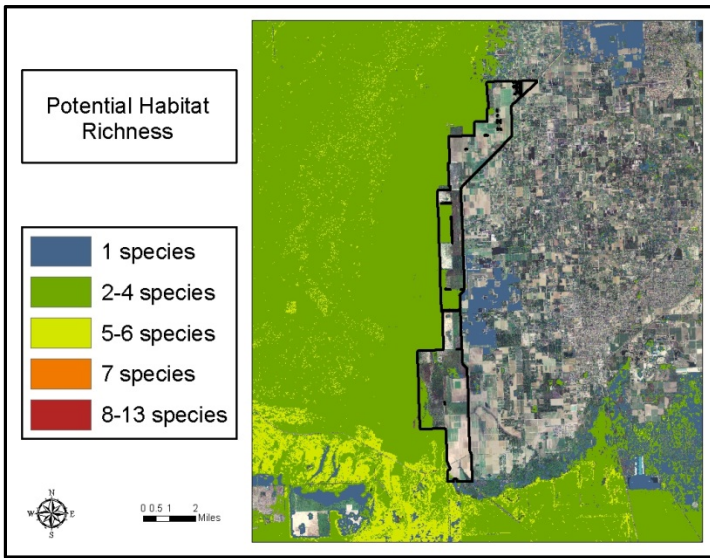 Potential Habitat
Richness
1 species
2-4 species
5-6 species
7 species
8-13 species
N
W
E
S
0 0.5 1 2
Miles